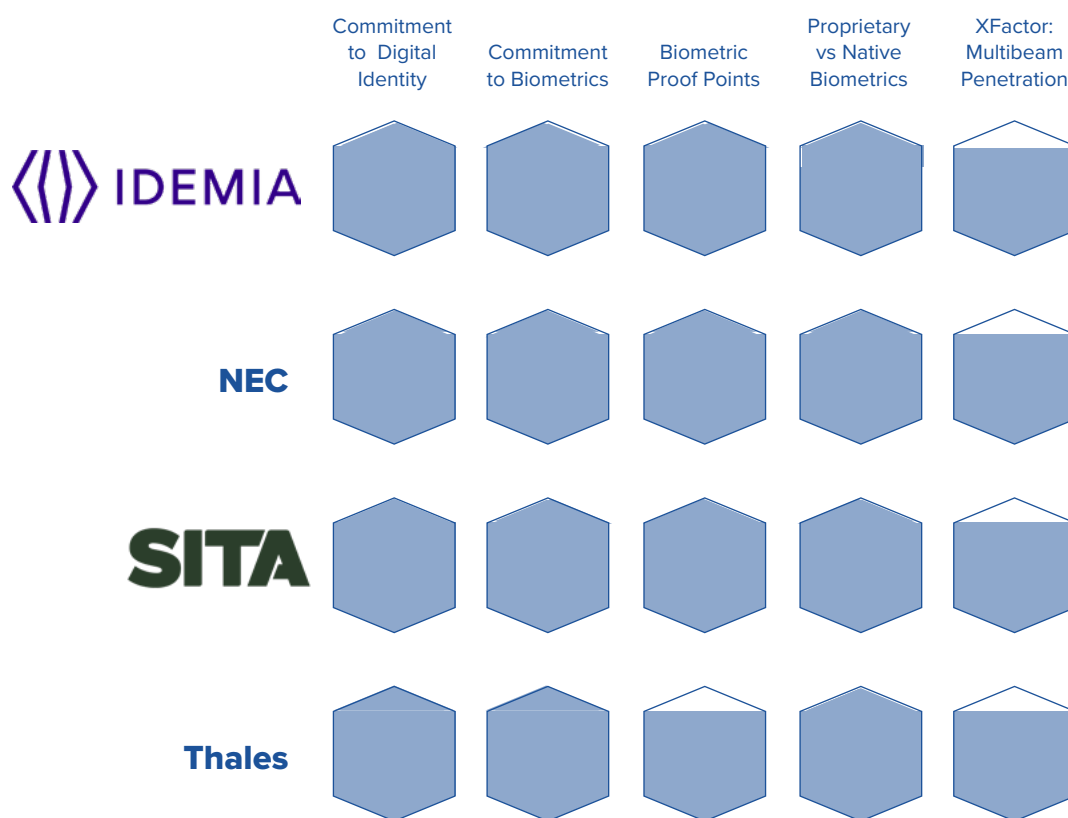 Commitment
to Digital
Identity
Commitment
to Biometrics
Biometric
Proof Points
Proprietary
vs Native
Biometrics
XFactor:
Multibeam
Penetration
IDEMIA
NEC
SITA
Thales